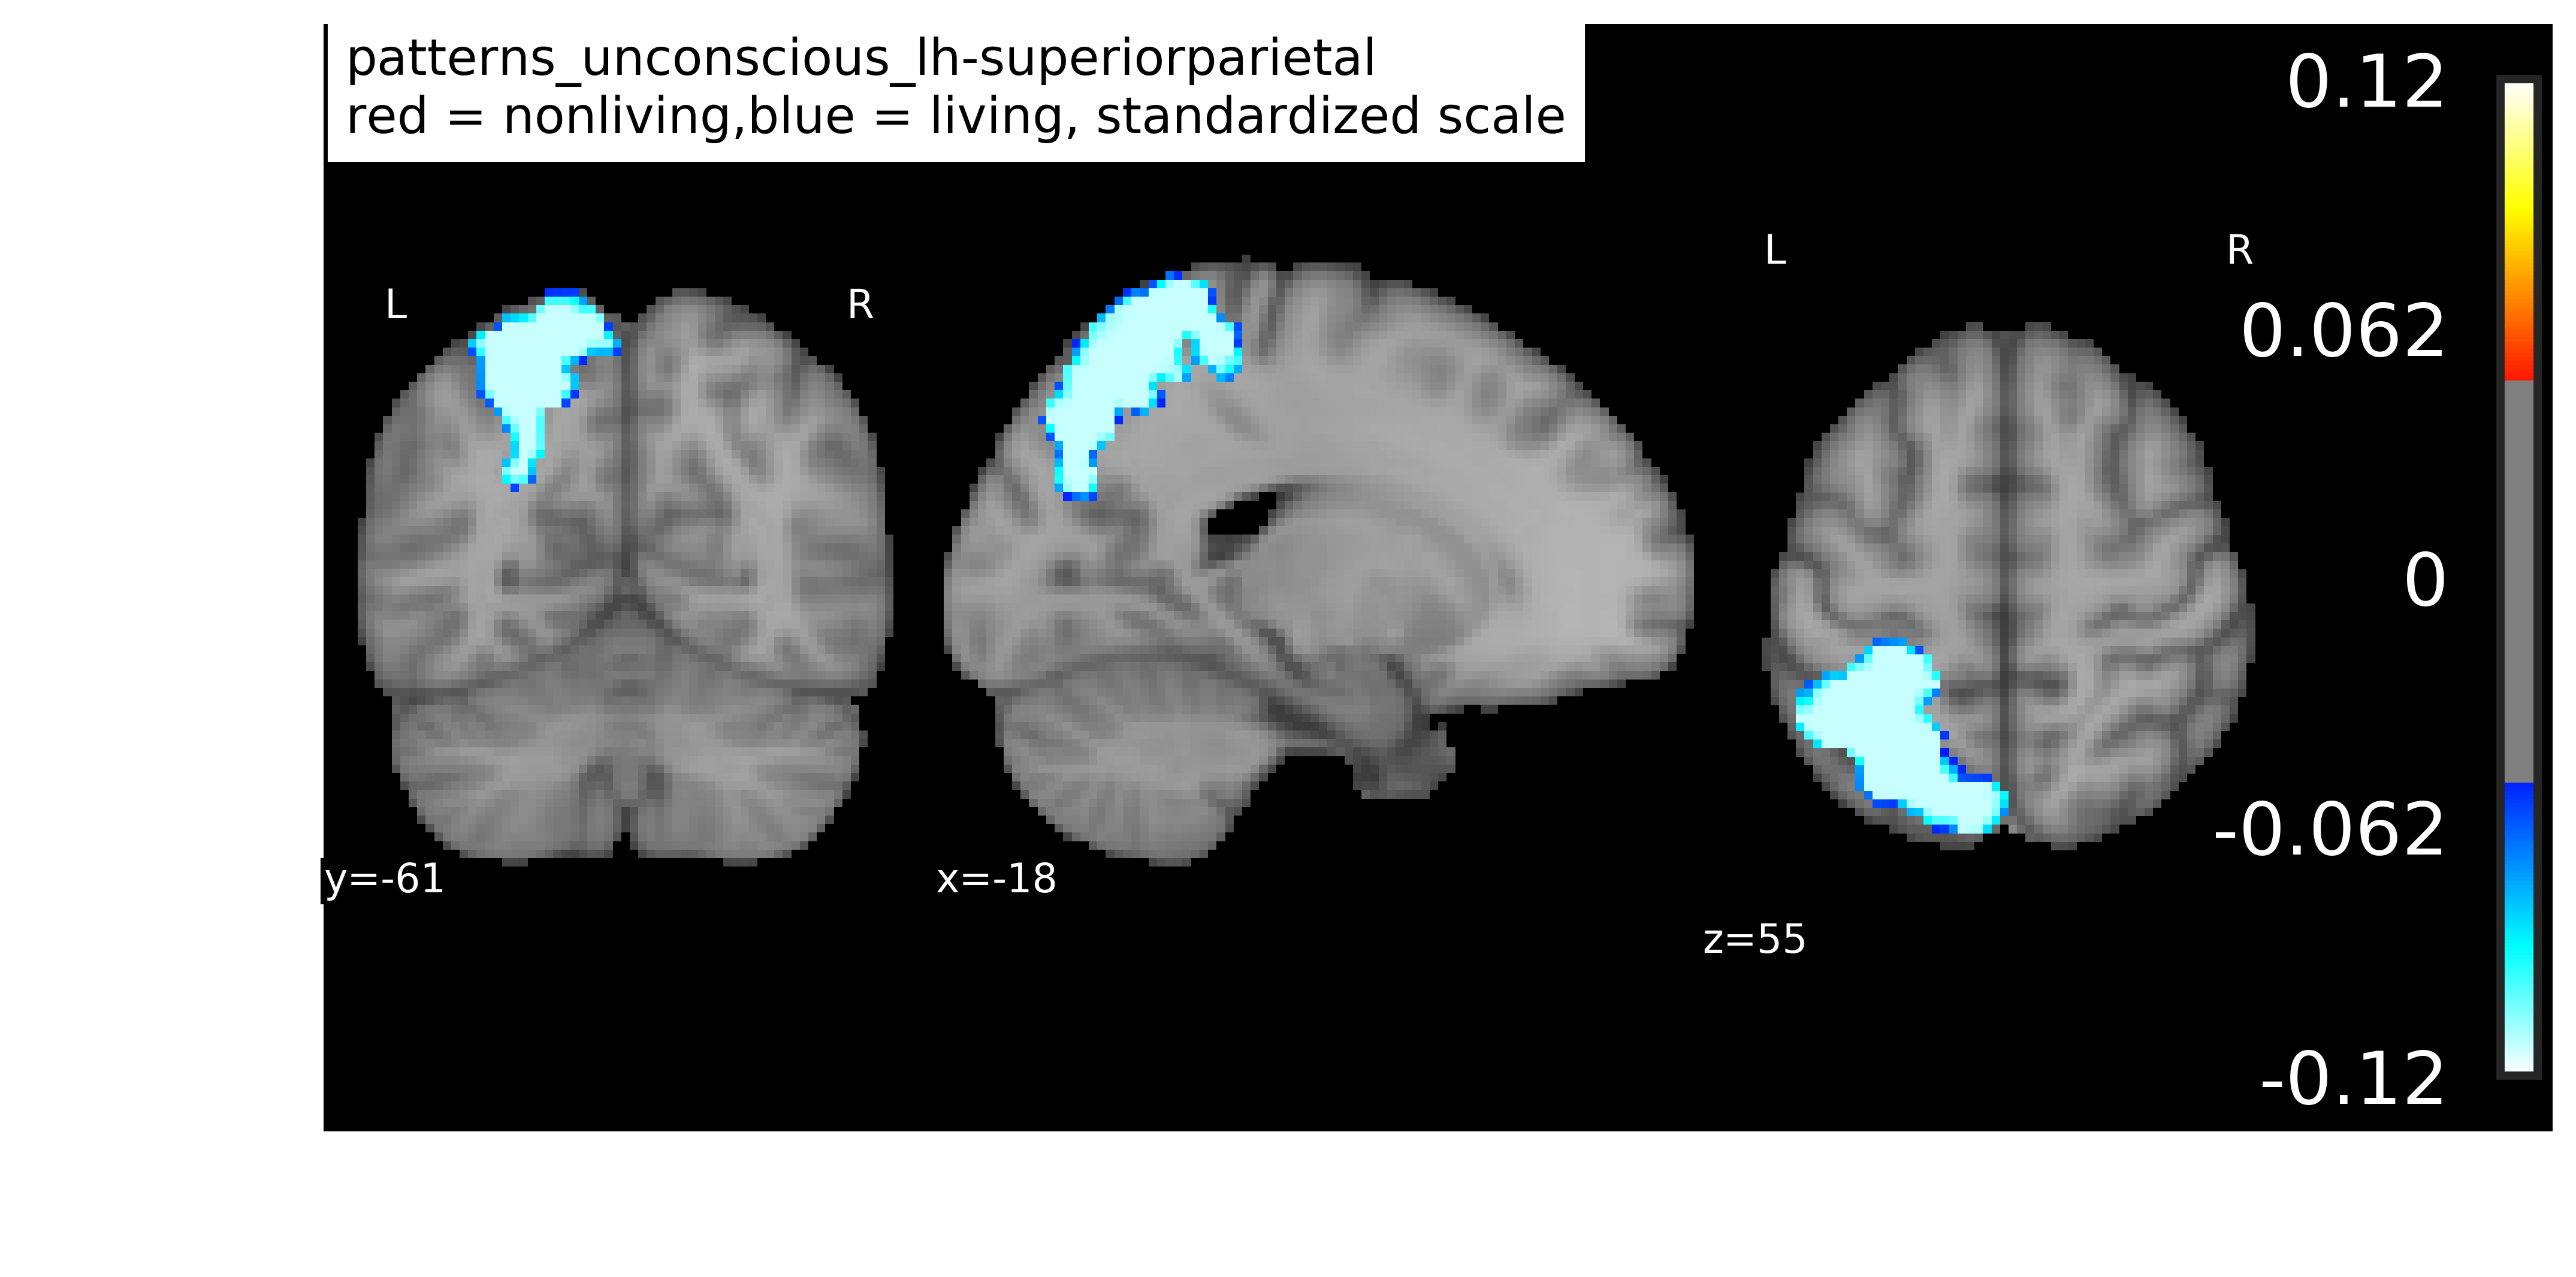 patterns_unconscious_lh-superiorparietal
red = nonliving,blue = living, standardized scale
L
R
y=-61
x=-18
L
R
z=55
0.12
0.062
0
-0.062
-0.12